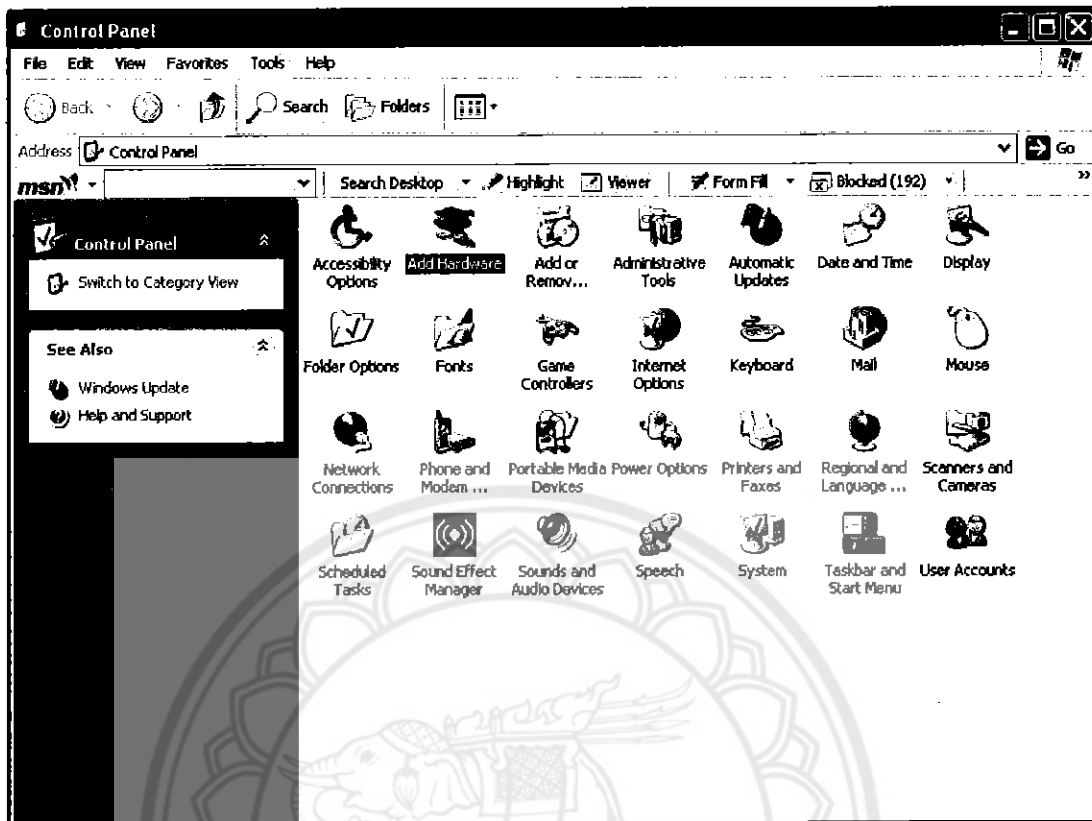 Control Panel
File Edit View Favorites Tools Help
Back Search Folders
Address Control Panel Go
msn Search Desktop Highlight Viewer Form Fill Blocked (192) »
Control Panel
Switch to Category View
See Also
Windows Update
Help and Support
Accessibility Options
Add Hardware
Add or Remov...
Administrative Tools
Automatic Updates
Date and Time
Display
Folder Options
Fonts
Game Controllers
Internet Options
Keyboard
Mail
Mouse
Network Connections
Phone and Modem ...
Portable Media Devices
Power Options
Printers and Faxes
Regional and Language ...
Scanners and Cameras
Scheduled Tasks
Sound Effect Manager
Sounds and Audio Devices
Speech
System
Taskbar and Start Menu
User Accounts